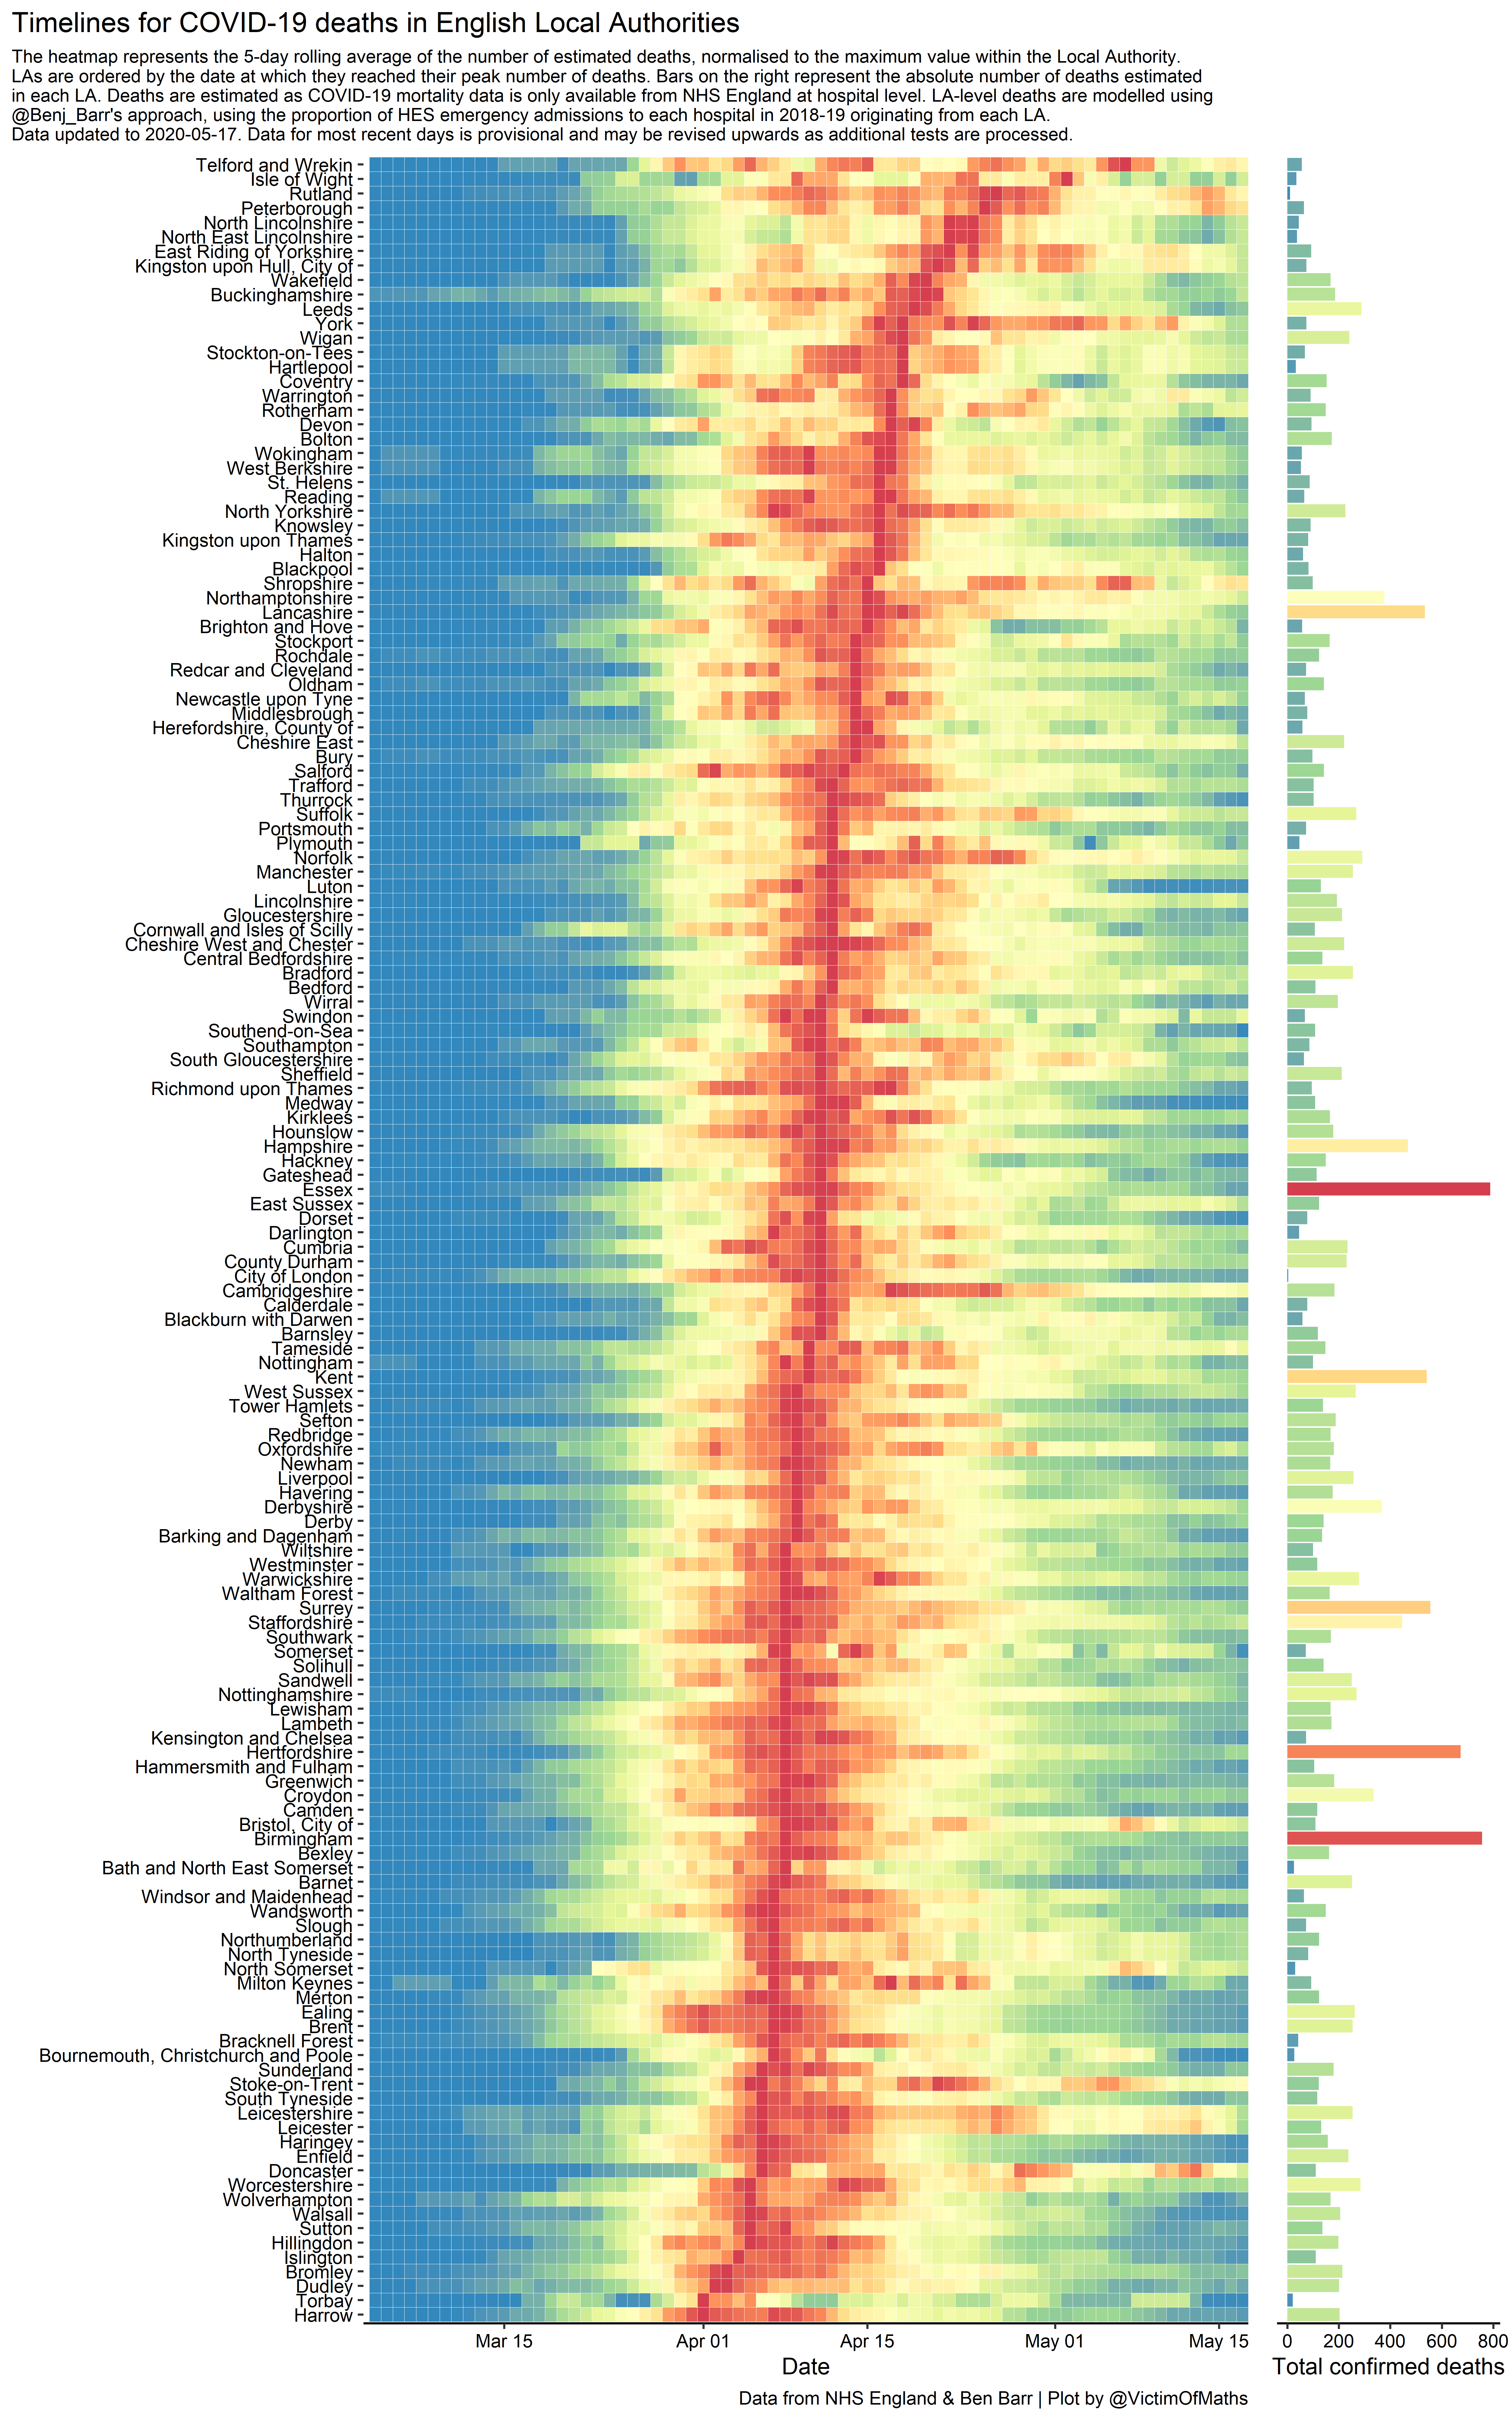 Timelines for COVID-19 deaths in English Local Authorities
The heatmap represents the 5-day rolling average of the number of estimated deaths, normalised to the maximum value within the Local Authority.
LAs are ordered by the date at which they reached their peak number of deaths. Bars on the right represent the absolute number of deaths estimated
in each LA. Deaths are estimated as COVID-19 mortality data is only available from NHS England at hospital level. LA-level deaths are modelled using
@Benj_Barr's approach, using the proportion of HES emergency admissions to each hospital in 2018-19 originating from each LA.
Data updated to 2020-05-17. Data for most recent days is provisional and may be revised upwards as additional tests are processed.
Telford and Wrekin
Isle of Wight
Rutland
Peterborough
North Lincolnshire
North East Lincolnshire
East Riding of Yorkshire
Kingston upon Hull, City of
Wakefield
Buckinghamshire
Leeds
York
Wigan
Stockton-on-Tees
Hartlepool
Coventry
Warrington
Rotherham
Devon
Bolton
Wokingham
West Berkshire
St. Helens
Reading
North Yorkshire
Knowsley
Kingston upon Thames
Halton
Blackpool
Shropshire
Northamptonshire
Lancashire
Brighton and Hove
Stockport
Rochdale
Redcar and Cleveland
Oldham
Newcastle upon Tyne
Middlesbrough
Herefordshire, County of
Cheshire East
Bury
Salford
Trafford
Thurrock
Suffolk
Portsmouth
Plymouth
Norfolk
Manchester
Luton
Lincolnshire
Gloucestershire
Cornwall and Isles of Scilly
Cheshire West and Chester
Central Bedfordshire
Bradford
Bedford
Wirral
Swindon
Southend-on-Sea
Southampton
South Gloucestershire
Sheffield
Richmond upon Thames
Medway
Kirklees
Hounslow
Hampshire
Hackney
Gateshead
Essex
East Sussex
Dorset
Darlington
Cumbria
County Durham
City of London
Cambridgeshire
Calderdale
Blackburn with Darwen
Barnsley
Tameside
Nottingham
Kent
West Sussex
Tower Hamlets
Sefton
Redbridge
Oxfordshire
Newham
Liverpool
Havering
Derbyshire
Derby
Barking and Dagenham
Wiltshire
Westminster
Warwickshire
Waltham Forest
Surrey
Staffordshire
Southwark
Somerset
Solihull
Sandwell
Nottinghamshire
Lewisham
Lambeth
Kensington and Chelsea
Hertfordshire
Hammersmith and Fulham
Greenwich
Croydon
Camden
Bristol, City of
Birmingham
Bexley
Bath and North East Somerset
Barnet
Windsor and Maidenhead
Wandsworth
Slough
Northumberland
North Tyneside
North Somerset
Milton Keynes
Merton
Ealing
Brent
Bracknell Forest
Bournemouth, Christchurch and Poole
Sunderland
Stoke-on-Trent
South Tyneside
Leicestershire
Leicester
Haringey
Enfield
Doncaster
Worcestershire
Wolverhampton
Walsall
Sutton
Hillingdon
Islington
Bromley
Dudley
Torbay
Harrow
Mar 15 Apr 01 Apr 15 May 01 May 15 0 200 400 600 800
Date Total confirmed deaths
Data from NHS England & Ben Barr | Plot by @VictimOfMaths